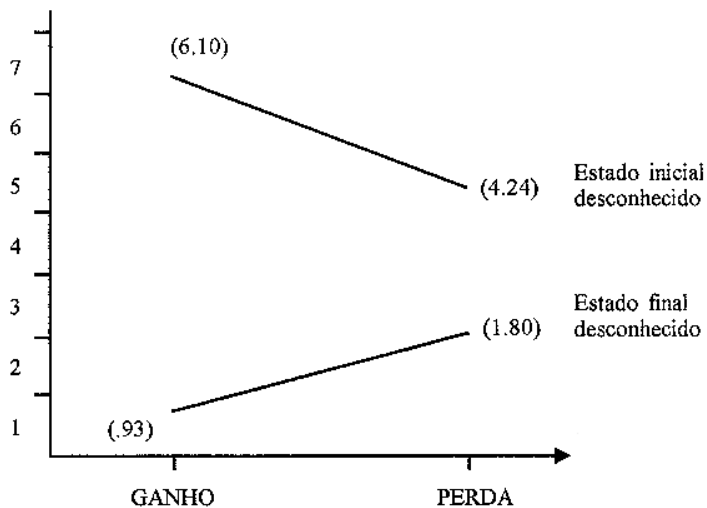 (6.10)
7
6
5
(4.24)
Estado inicial
desconhecido
4
3
Estado final
(1.80)
desconhecido
2
1
(.93)
GANHO
PERDA